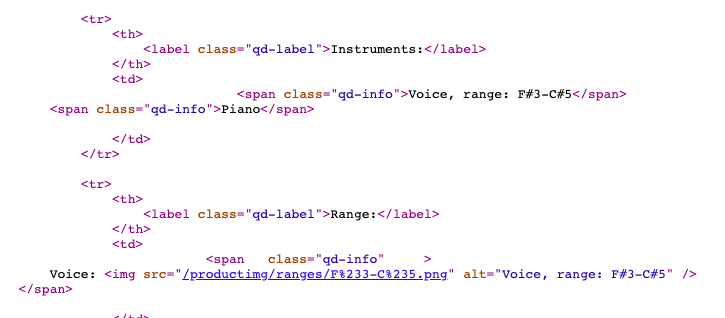 <tr>
<th>
<label class="qd-label">Instruments:</label>
</th>
<td>
<span class="qd-info">Voice, range: F#3-C#5</span>
<span class="qd-info">Piano</span>
</td>
</tr>
<tr>
<th>
<label class="qd-label">Range:</label>
</th>
<td>
<span class="qd-info" >
Voice: <img src="/productimg/ranges/F%233-C%235.png" alt="Voice, range: F#3-C#5" />
</span>
</td>